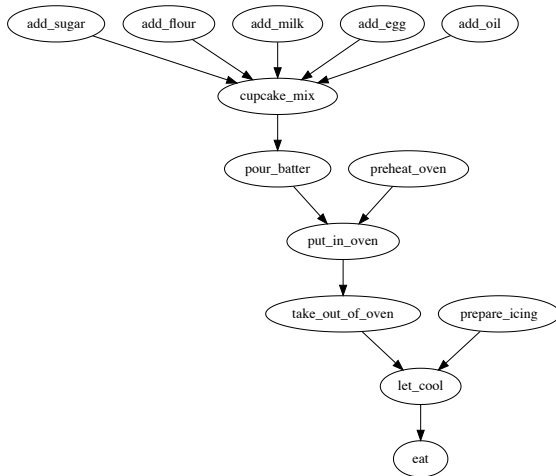 add_sugar
add_flour
add_milk
add_egg
add_oil
cupcake_mix
pour_batter
preheat_oven
put_in_oven
take_out_of_oven
prepare_icing
let_cool
eat